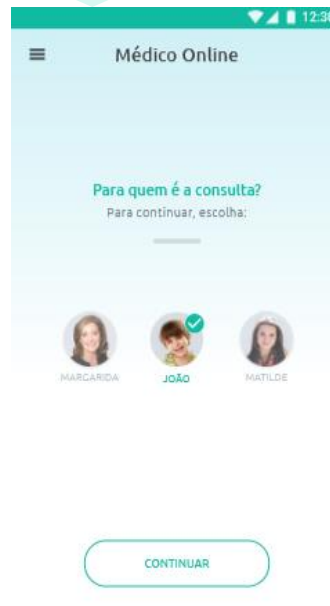 12:30
Médico Online
Para quem é a consulta?
Para continuar, escolha:
MARGARIDA
JOÃO
MATILDE
CONTINUAR